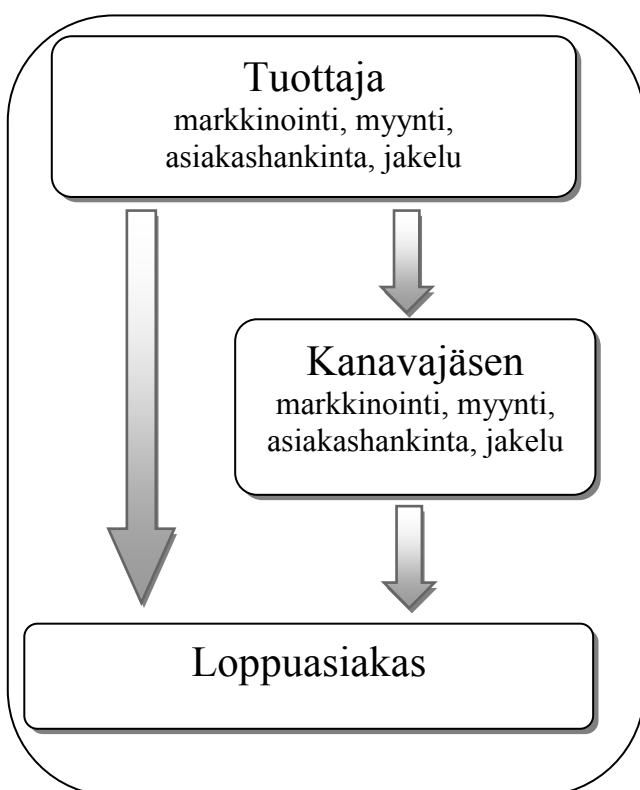 Tuottaja
markkinointi, myynti,
asiakashankinta, jakelu
Kanavajäsen
markkinointi, myynti,
asiakashankinta, jakelu
Loppuasiakas